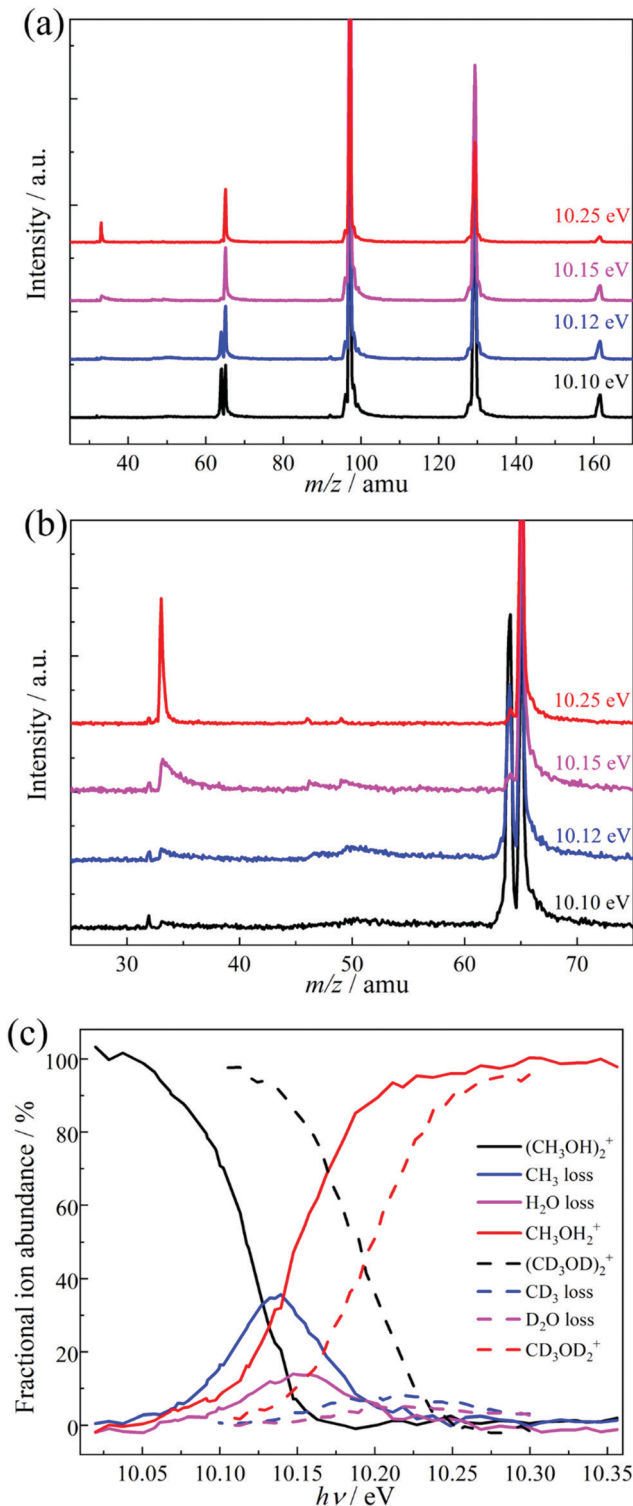 (a)
Intensity / a.u.
10.25 eV
10.15 eV
10.12 eV
10.10 eV
40 60 80 100 120 140 160
m/z / amu
(b)
Intensity / a.u.
10.25 eV
10.15 eV
10.12 eV
10.10 eV
30 40 50 60 70
m/z / amu
(c)
Fractional ion abundance / %
100
80
60
40
20
0
(CH₃OH)₂⁺
CH₃ loss
H₂O loss
CH₃OH₂⁺
(CD₃OD)₂⁺
CD₃ loss
D₂O loss
CD₃OD₂⁺
10.05 10.10 10.15 10.20 10.25 10.30 10.35
hν / eV